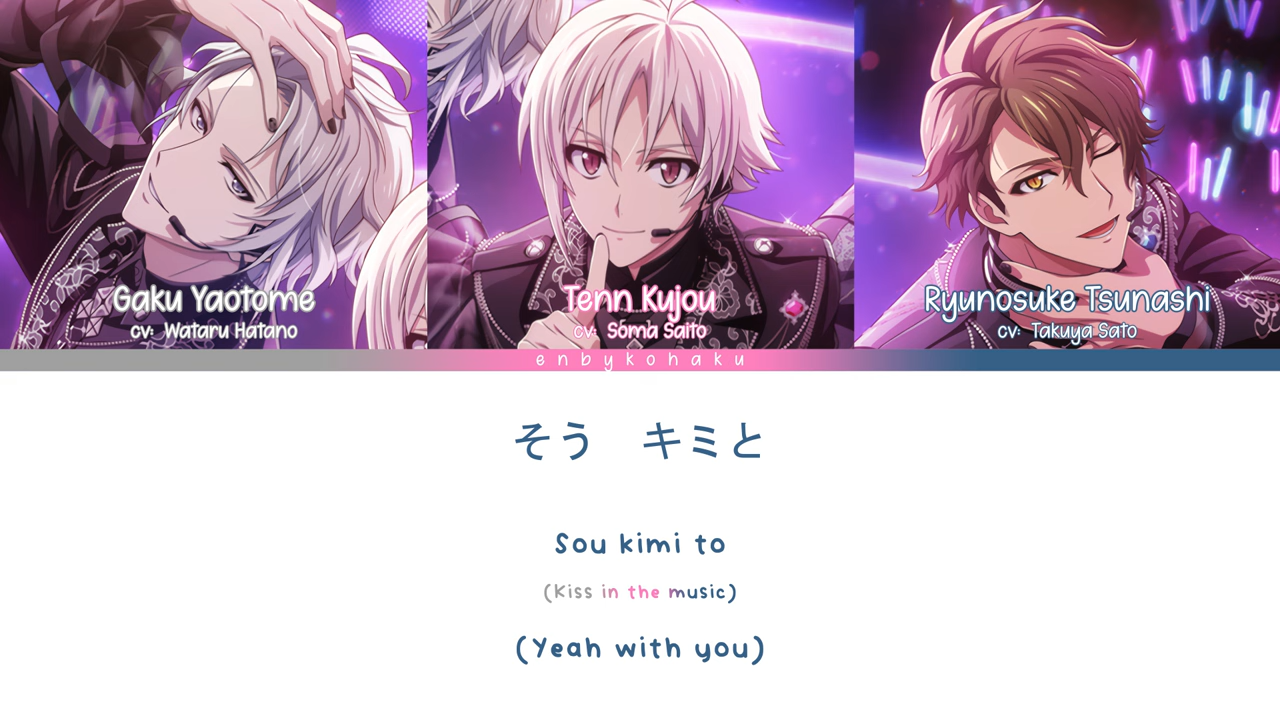 Gaku Yaotome
cv: Wataru Hatano
Tenn Kujou
cv: Soma Saito
Ryunosuke Tsunashi
cv: Takuya Sato
enbykohaku
そう　キミと
Sou kimi to
(Kiss in the music)
(Yeah with you)